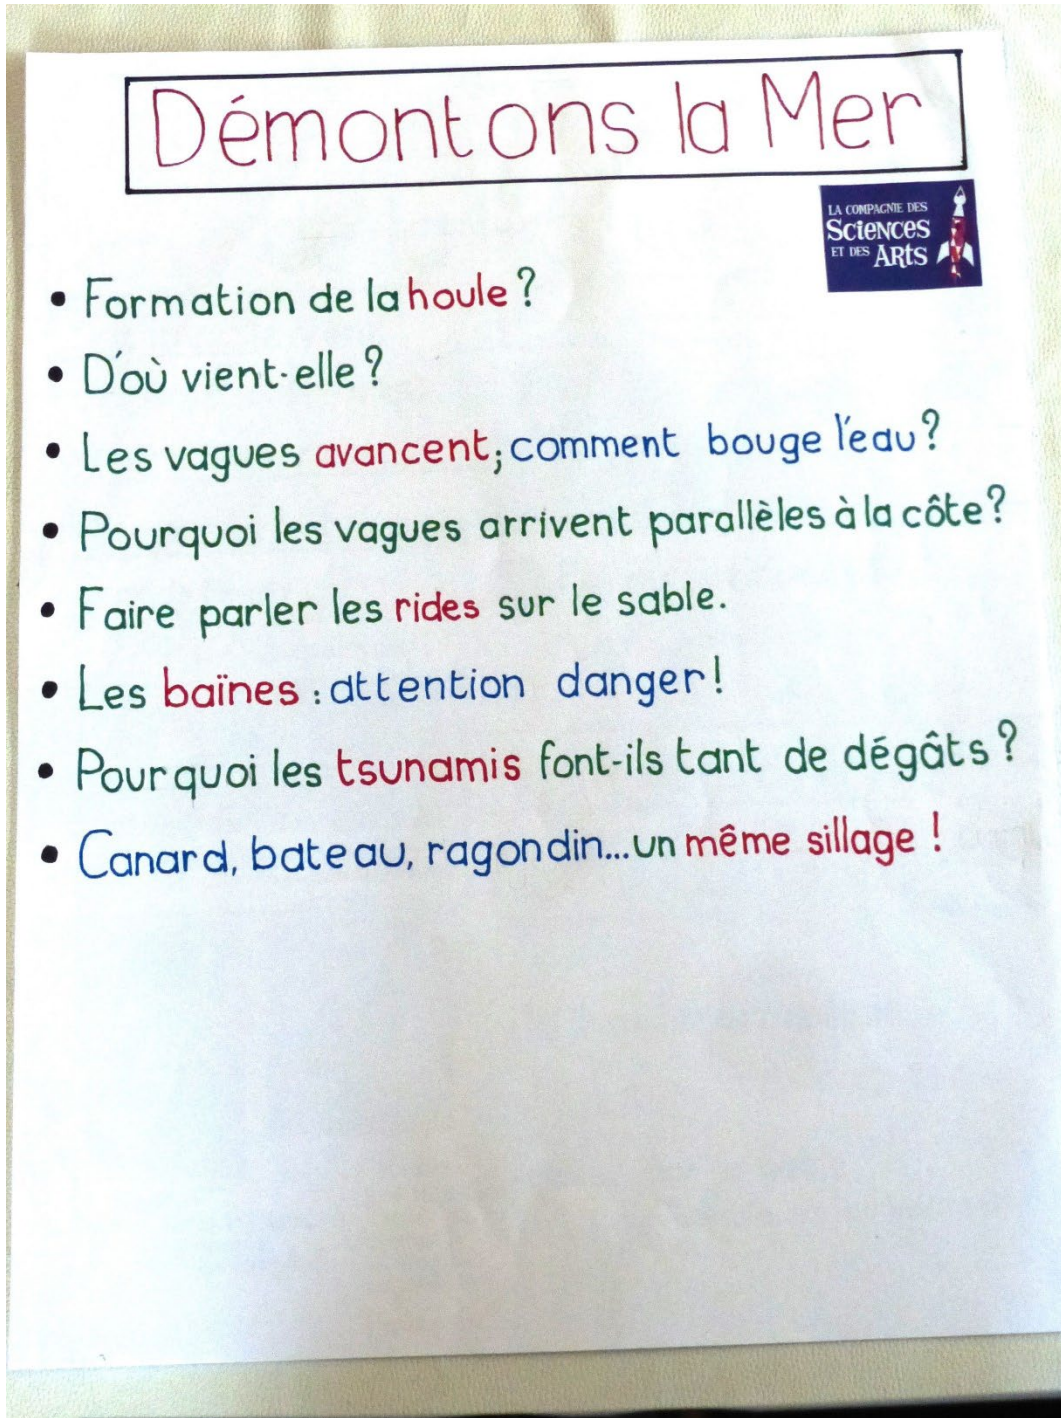 Démontons la Mer
LA COMPAGNIE DES
SCIENCES
ET DES ARTS
• Formation de la houle ?
• D'où vient-elle ?
• Les vagues avancent; comment bouge l'eau ?
• Pourquoi les vagues arrivent parallèles à la côte ?
• Faire parler les rides sur le sable.
• Les baïnes : attention danger !
• Pourquoi les tsunamis font-ils tant de dégâts ?
• Canard, bateau, ragondin... un même sillage !